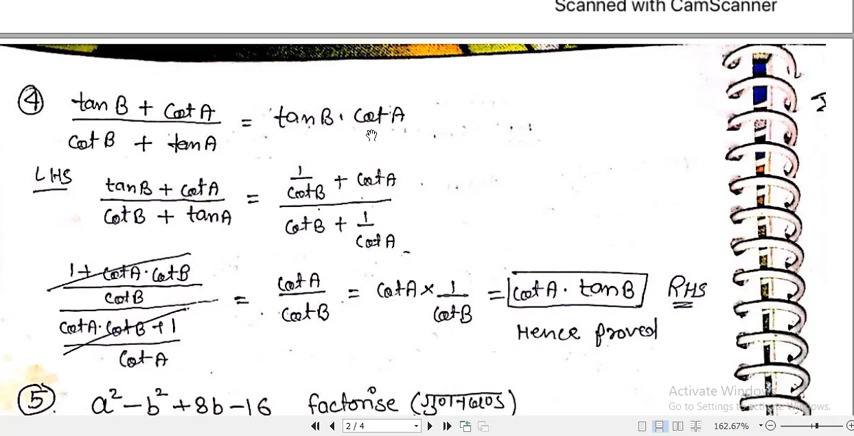 Scanned with CamScanner
④ (tan B + cot A) / (cot B + tan A) = tan B . cot A
LHS (tan B + cot A) / (cot B + tan A) = (1/cot B + cot A) / (cot B + 1/cot A)
((1 + cot A · cot B) / cot B) / ((cot A · cot B + 1) / cot A) = cot A / cot B = cot A × 1/cot B = cot A . tan B RHS
Hence proved
⑤ a² - b² + 8b - 16 factorise (गुणनखण्ड)
Activate Windows
Go to Settings to activate Windows.
2 / 4
162.67%